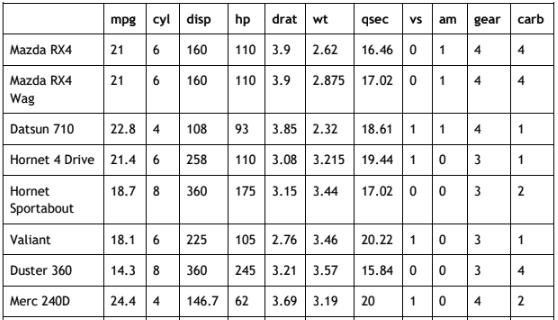 mpg cyl disp hp drat wt qsec vs am gear carb
Mazda RX4 21 6 160 110 3.9 2.62 16.46 0 1 4 4
Mazda RX4 21 6 160 110 3.9 2.875 17.02 0 1 4 4
Wag
Datsun 710 22.8 4 108 93 3.85 2.32 18.61 1 1 4 1
Hornet 4 Drive 21.4 6 258 110 3.08 3.215 19.44 1 0 3 1
Hornet 18.7 8 360 175 3.15 3.44 17.02 0 0 3 2
Sportabout
Valiant 18.1 6 225 105 2.76 3.46 20.22 1 0 3 1
Duster 360 14.3 8 360 245 3.21 3.57 15.84 0 0 3 4
Merc 240D 24.4 4 146.7 62 3.69 3.19 20 1 0 4 2